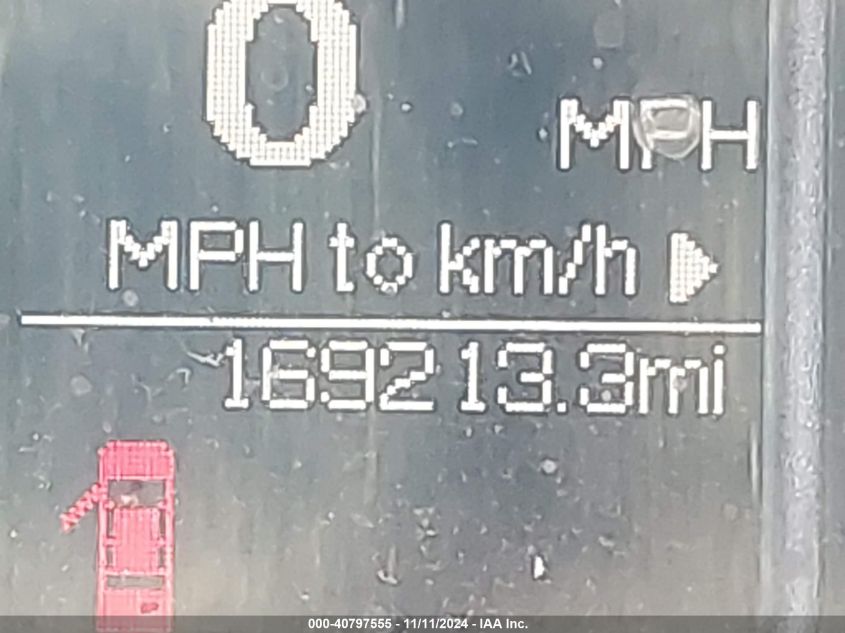 0
MPH
MPH to km/h
169213.3mi
000-40797555 - 11/11/2024 - IAA Inc.